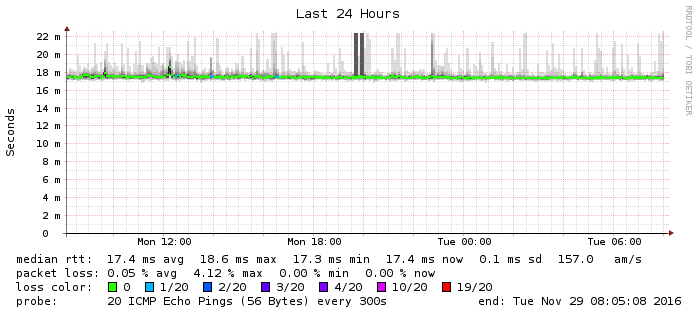 Last 24 Hours
RRDTOOL / TOBI OETIKER
Seconds
22 m
20 m
18 m
16 m
14 m
12 m
10 m
8 m
6 m
4 m
2 m
0
Mon 12:00 Mon 18:00 Tue 00:00 Tue 06:00
median rtt: 17.4 ms avg 18.6 ms max 17.3 ms min 17.4 ms now 0.1 ms sd 157.0 am/s
packet loss: 0.05 % avg 4.12 % max 0.00 % min 0.00 % now
loss color: 0 1/20 2/20 3/20 4/20 10/20 19/20
probe: 20 ICMP Echo Pings (56 Bytes) every 300s end: Tue Nov 29 08:05:08 2016